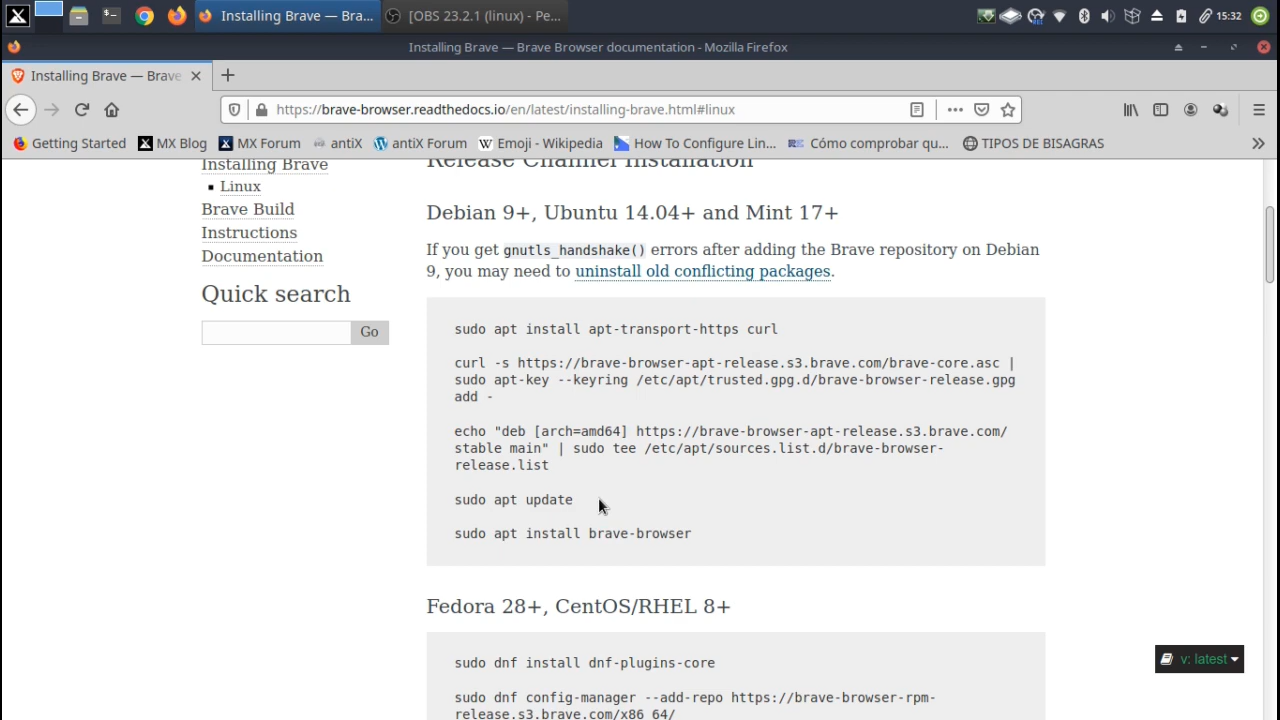 Installing Brave — Bra...
[OBS 23.2.1 (linux) - Pe...
15:32
Installing Brave — Brave Browser documentation - Mozilla Firefox
Installing Brave — Brave
https://brave-browser.readthedocs.io/en/latest/installing-brave.html#linux
Getting Started
MX Blog
MX Forum
antiX
antiX Forum
Emoji - Wikipedia
How To Configure Lin...
Cómo comprobar qu...
TIPOS DE BISAGRAS
Installing Brave
Linux
Brave Build
Instructions
Documentation
Quick search
Go
Release Channel Installation
Debian 9+, Ubuntu 14.04+ and Mint 17+
If you get gnutls_handshake() errors after adding the Brave repository on Debian
9, you may need to uninstall old conflicting packages.
sudo apt install apt-transport-https curl
curl -s https://brave-browser-apt-release.s3.brave.com/brave-core.asc |
sudo apt-key --keyring /etc/apt/trusted.gpg.d/brave-browser-release.gpg
add -
echo "deb [arch=amd64] https://brave-browser-apt-release.s3.brave.com/
stable main" | sudo tee /etc/apt/sources.list.d/brave-browser-
release.list
sudo apt update
sudo apt install brave-browser
Fedora 28+, CentOS/RHEL 8+
sudo dnf install dnf-plugins-core
sudo dnf config-manager --add-repo https://brave-browser-rpm-
release.s3.brave.com/x86_64/
v: latest